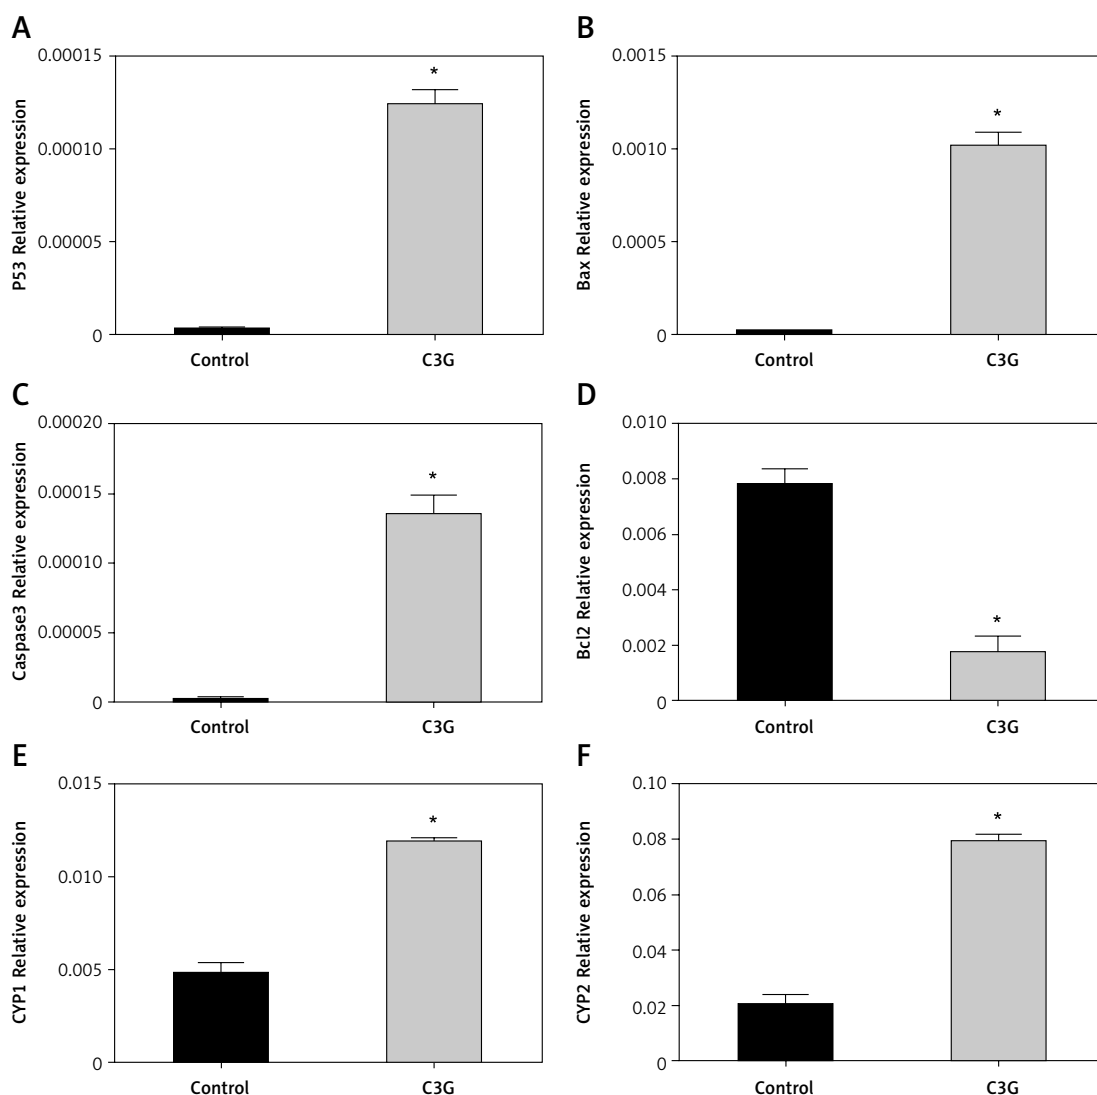 A
P53 Relative expression
0.00015
0.00010
0.00005
0
*
Control
C3G
B
Bax Relative expression
0.0015
0.0010
0.0005
0
*
Control
C3G
C
Caspase3 Relative expression
0.00020
0.00015
0.00010
0.00005
0
*
Control
C3G
D
Bcl2 Relative expression
0.010
0.008
0.006
0.004
0.002
0
*
Control
C3G
E
CYP1 Relative expression
0.015
0.010
0.005
0
*
Control
C3G
F
CYP2 Relative expression
0.10
0.08
0.06
0.04
0.02
0
*
Control
C3G